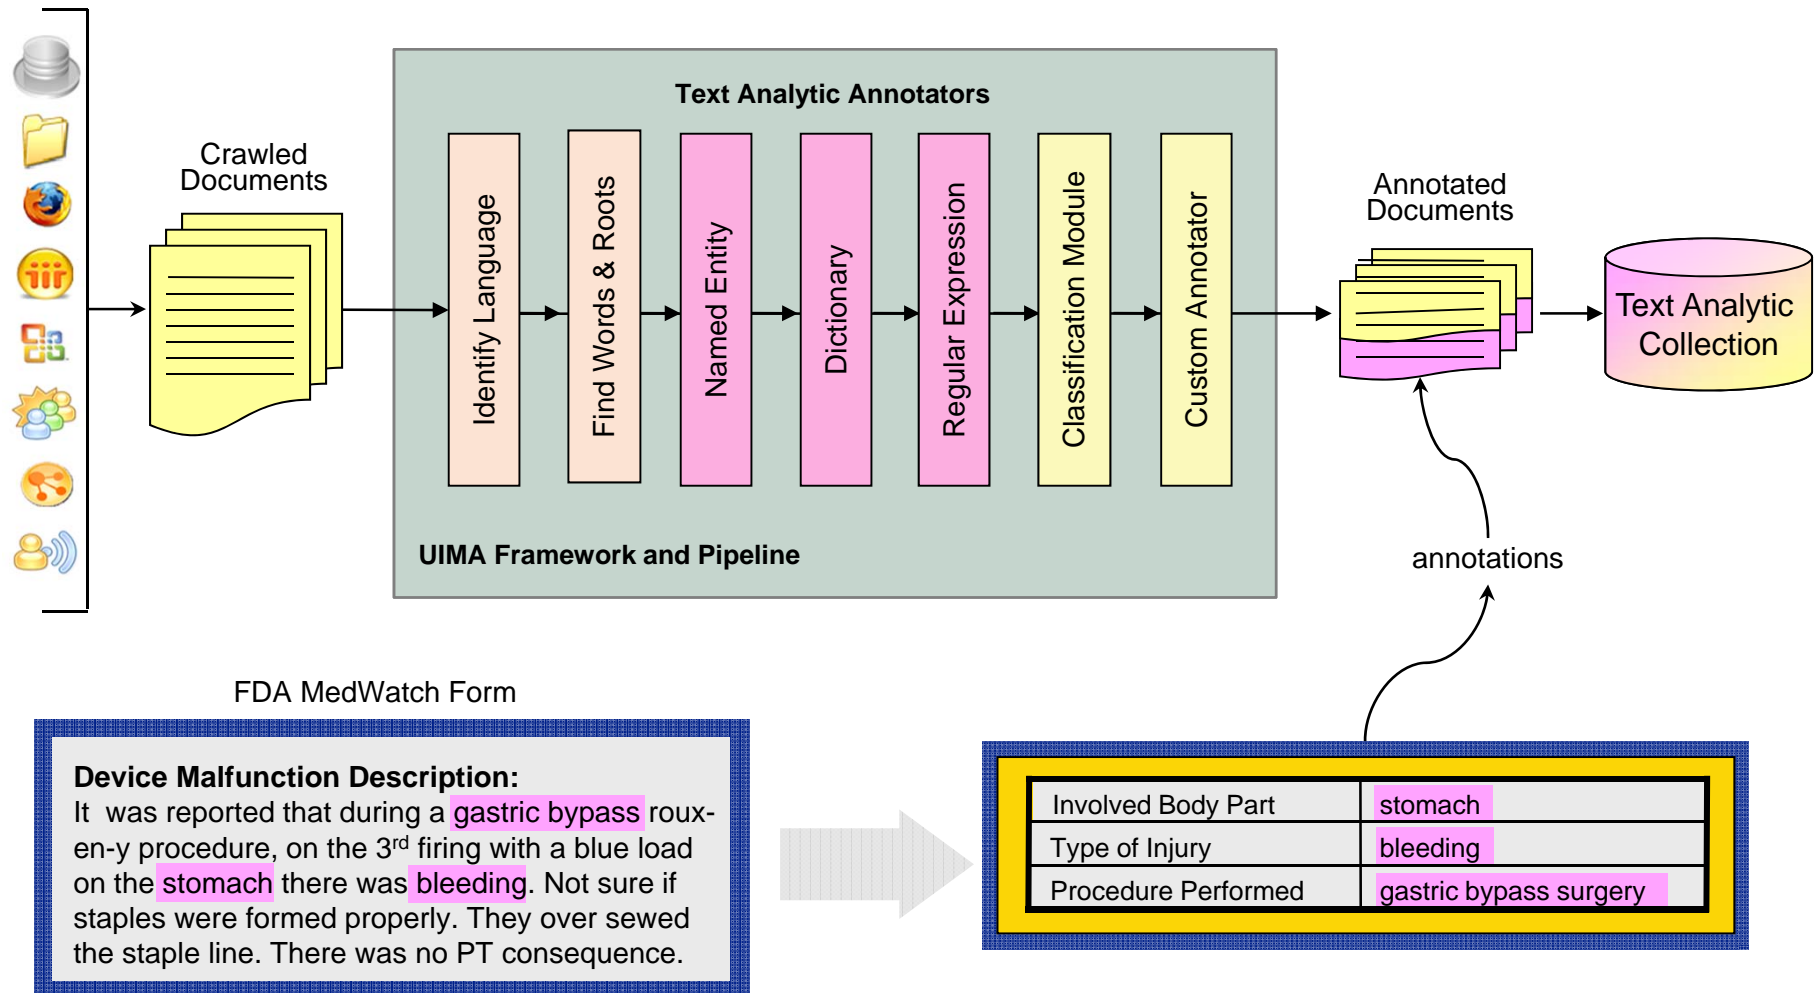 Crawled
Documents
Text Analytic Annotators
Identify Language
Find Words & Roots
Named Entity
Dictionary
Regular Expression
Classification Module
Custom Annotator
UIMA Framework and Pipeline
Annotated
Documents
Text Analytic
Collection
annotations
FDA MedWatch Form
Device Malfunction Description:
It was reported that during a gastric bypass roux-
en-y procedure, on the 3rd firing with a blue load
on the stomach there was bleeding. Not sure if
staples were formed properly. They over sewed
the staple line. There was no PT consequence.
Involved Body Part stomach
Type of Injury bleeding
Procedure Performed gastric bypass surgery